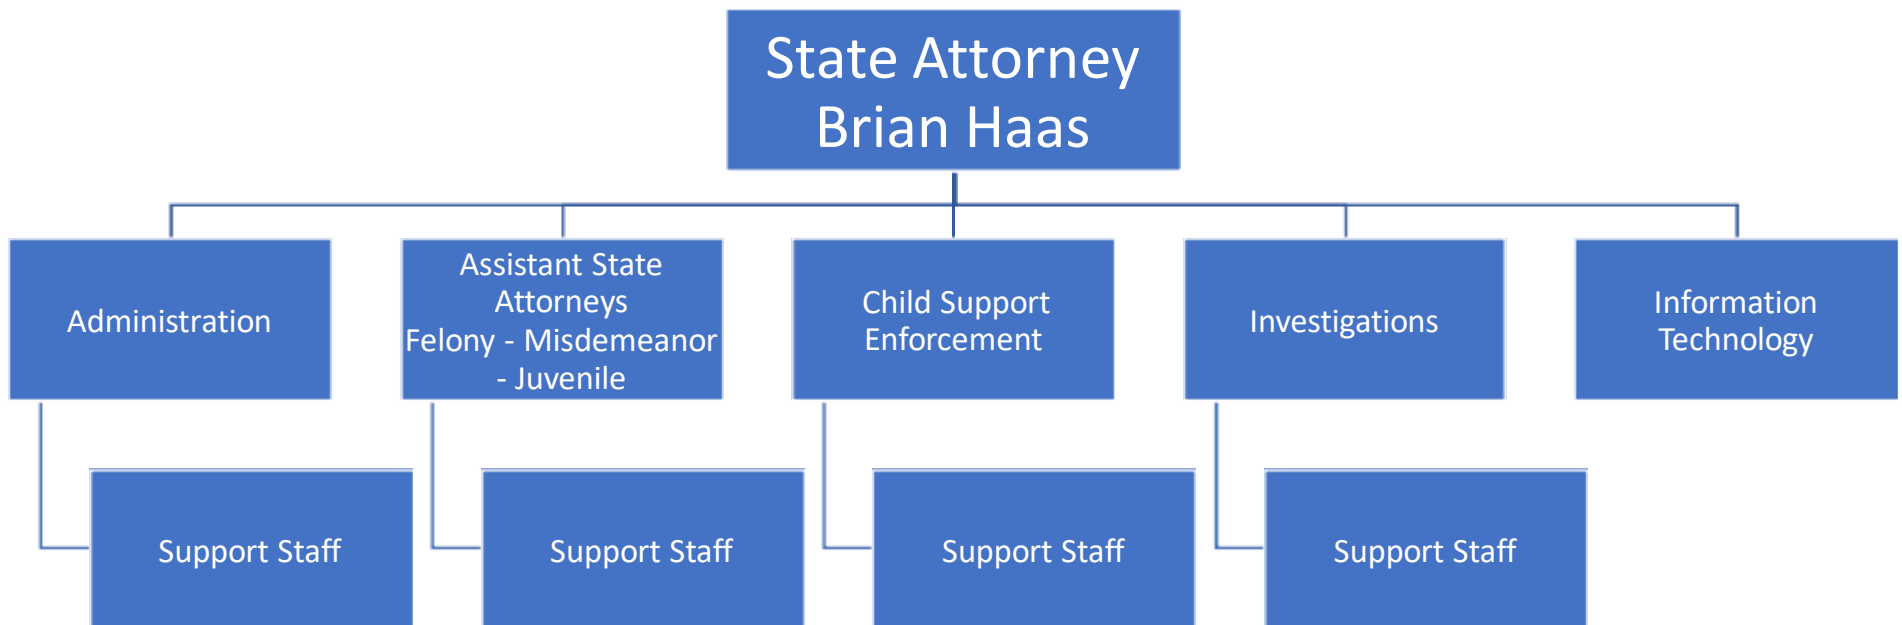 State Attorney
Brian Haas
Administration
Assistant State
Attorneys
Felony - Misdemeanor
- Juvenile
Child Support
Enforcement
Investigations
Information
Technology
Support Staff
Support Staff
Support Staff
Support Staff